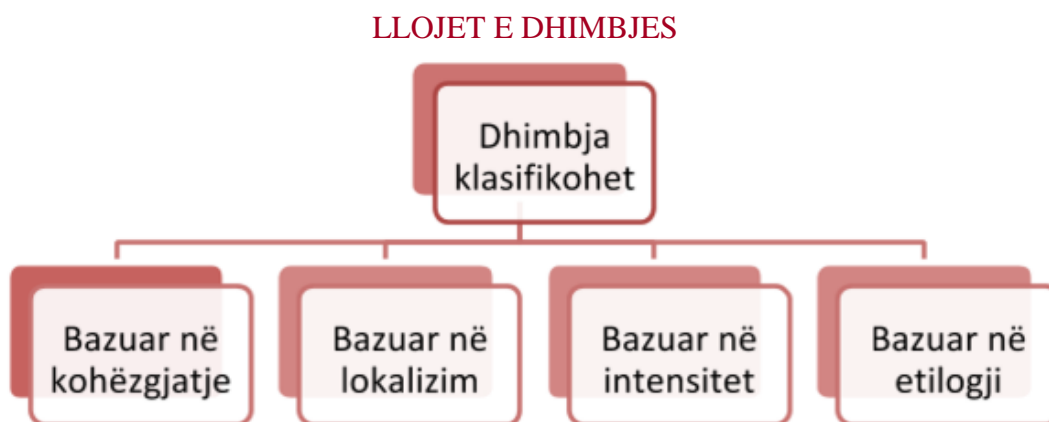 LLOJET E DHIMBJES
Dhimbja
klasifikohet
Bazuar në
kohëzgjatje
Bazuar në
lokalizim
Bazuar në
intensitet
Bazuar në
etilogji